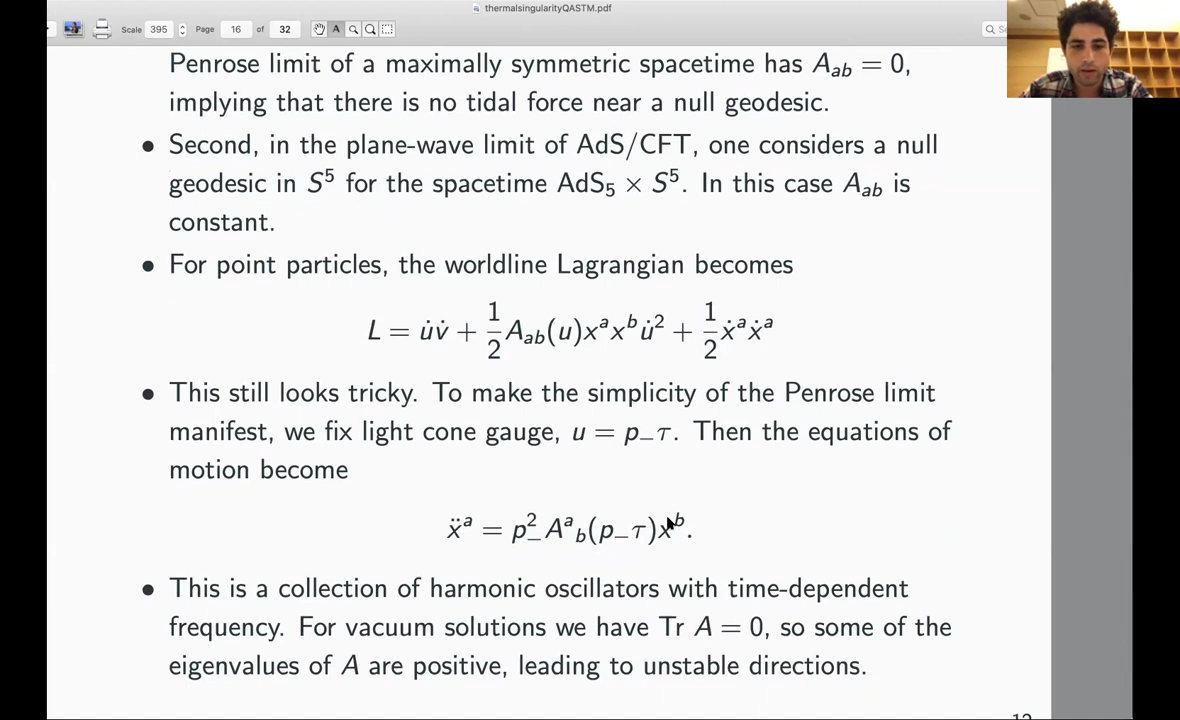 thermalsingularityQASTM.pdf
Scale 395 Page 16 of 32
Penrose limit of a maximally symmetric spacetime has A_{ab} = 0,
implying that there is no tidal force near a null geodesic.
• Second, in the plane-wave limit of AdS/CFT, one considers a null
geodesic in S^5 for the spacetime AdS_5 × S^5. In this case A_{ab} is
constant.
• For point particles, the worldline Lagrangian becomes
L = u̇v̇ + \frac{1}{2}A_{ab}(u)x^a x^b u̇^2 + \frac{1}{2}ẋ^a ẋ^a
• This still looks tricky. To make the simplicity of the Penrose limit
manifest, we fix light cone gauge, u = p_−τ. Then the equations of
motion become
ẍ^a = p_−^2 A^a{}_b(p_−τ)x^b.
• This is a collection of harmonic oscillators with time-dependent
frequency. For vacuum solutions we have Tr A = 0, so some of the
eigenvalues of A are positive, leading to unstable directions.